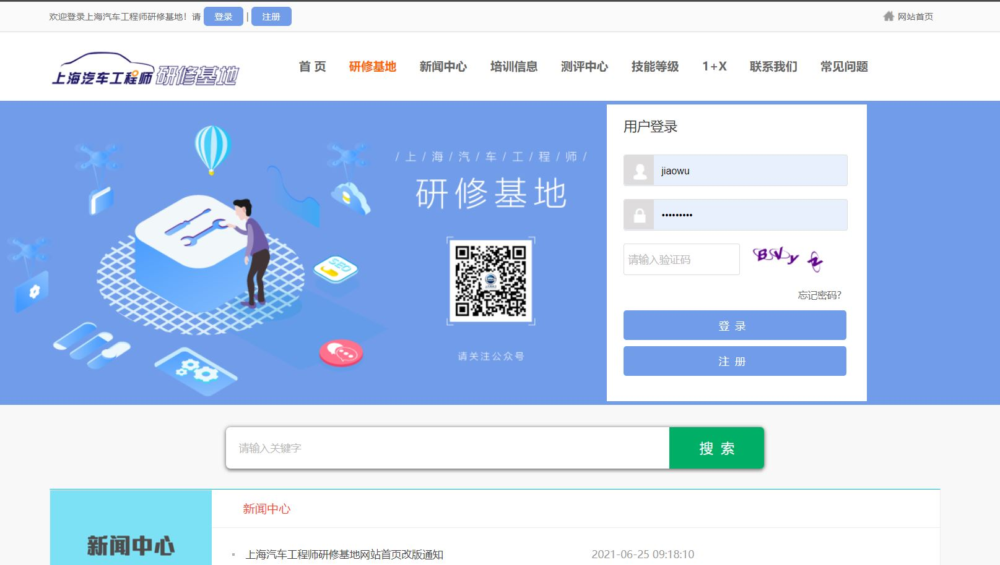 欢迎登录上海汽车工程师研修基地！请 登录 | 注册
网站首页
上海汽车工程师研修基地
首 页 研修基地 新闻中心 培训信息 测评中心 技能等级 1+X 联系我们 常见问题
/ 上 / 海 / 汽 / 车 / 工 / 程 / 师 /
研修基地
请关注公众号
SEO
用户登录
jiaowu
•••••••••
请输入验证码
忘记密码?
登 录
注 册
请输入关键字
搜 索
新闻中心
新闻中心
上海汽车工程师研修基地网站首页改版通知 2021-06-25 09:18:10